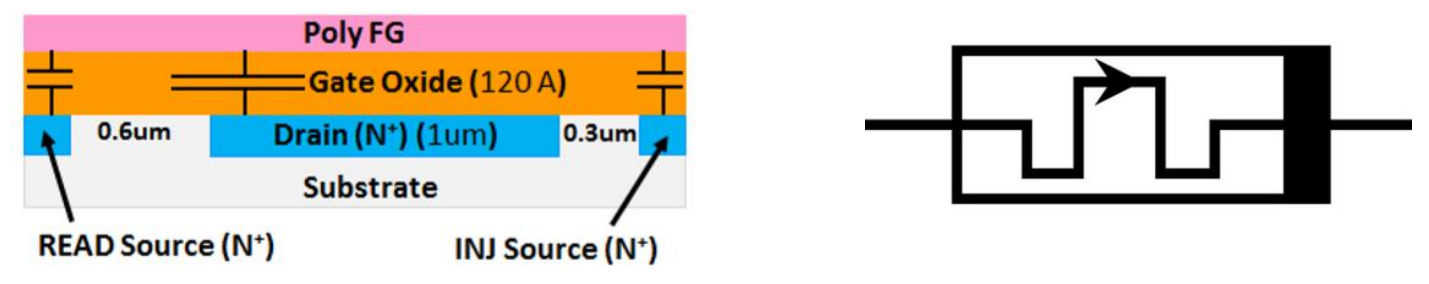 Poly FG
Gate Oxide (120 A)
0.6um
Drain (N⁺) (1um)
0.3um
Substrate
READ Source (N⁺)
INJ Source (N⁺)